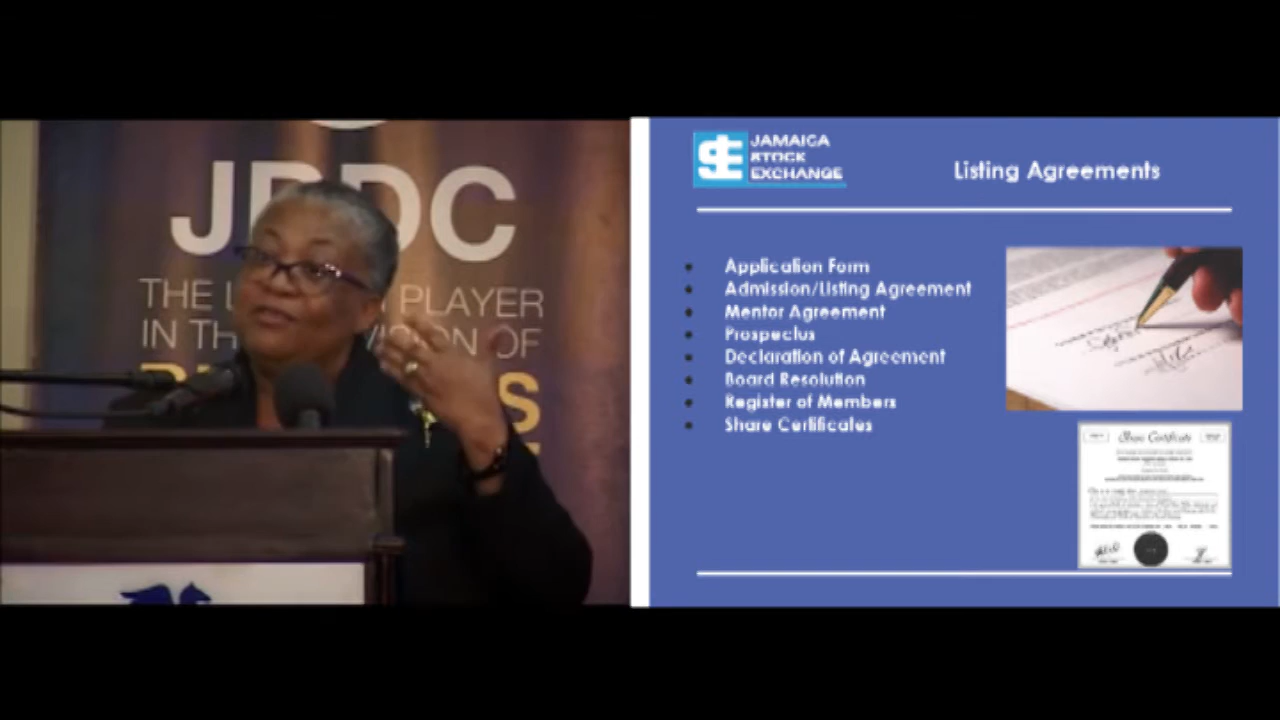 JBDC
THE L PLAYER
IN TH VISION OF
B S
JAMAICA
STOCK
EXCHANGE
Listing Agreements
Application Form
Admission/Listing Agreement
Mentor Agreement
Prospectus
Declaration of Agreement
Board Resolution
Register of Members
Share Certificates
Share Certificate